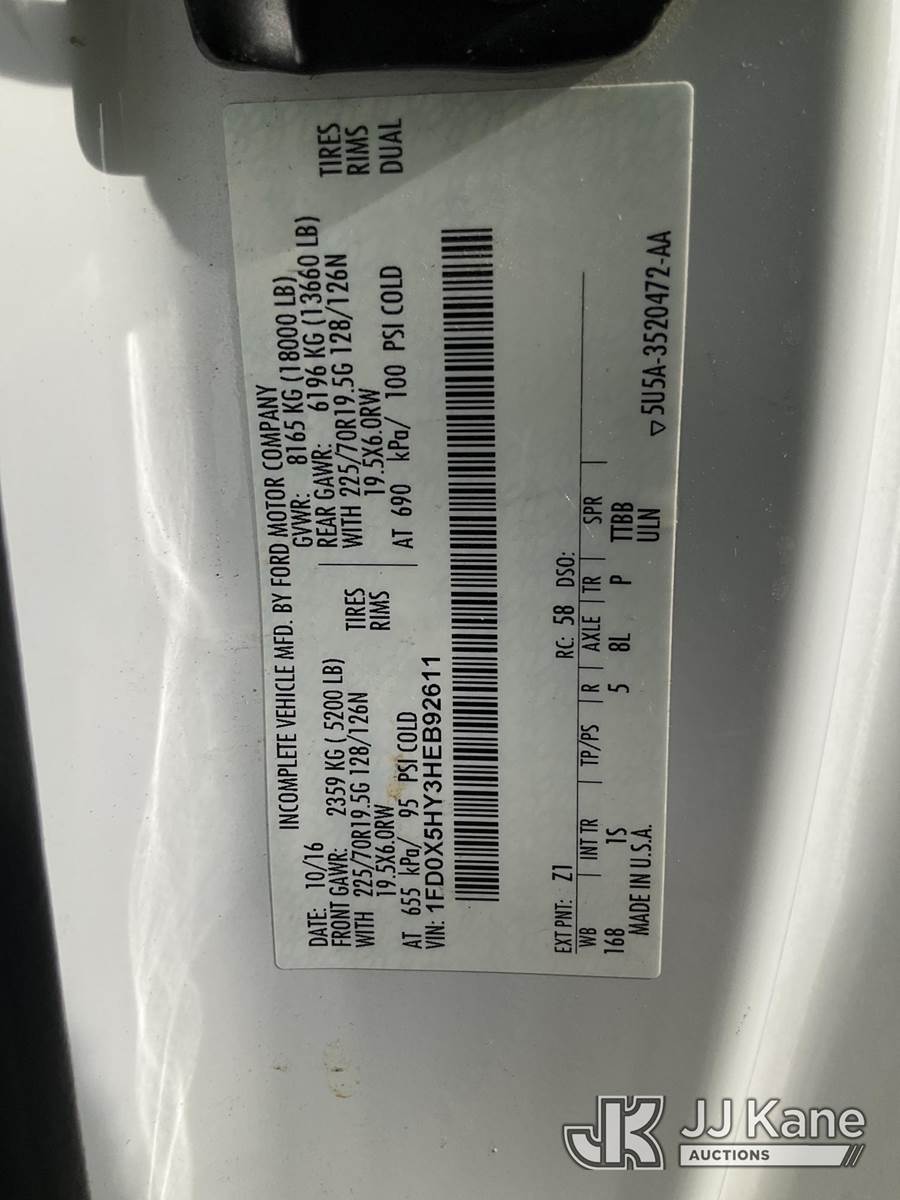 INCOMPLETE VEHICLE MFD. BY FORD MOTOR COMPANY
DATE: 10/16 GVWR: 8165 KG (18000 LB)
FRONT GAWR: 2359 KG ( 5200 LB) REAR GAWR: 6196 KG (13660 LB)
WITH 225/70R19.5G 128/126N TIRES WITH 225/70R19.5G 128/126N TIRES
19.5X6.0RW RIMS 19.5X6.0RW RIMS
AT 655 kPa/ 95 PSI COLD AT 690 kPa/ 100 PSI COLD DUAL
VIN: 1FD0X5HY3HEB92611
EXT PNT: Z1 RC: 58 DSO:
WB INT TR TP/PS R AXLE TR SPR
168 1S 5 8L P TTBB
MADE IN U.S.A. ULN
▽5U5A-3520472-AA
JK JJ Kane
AUCTIONS